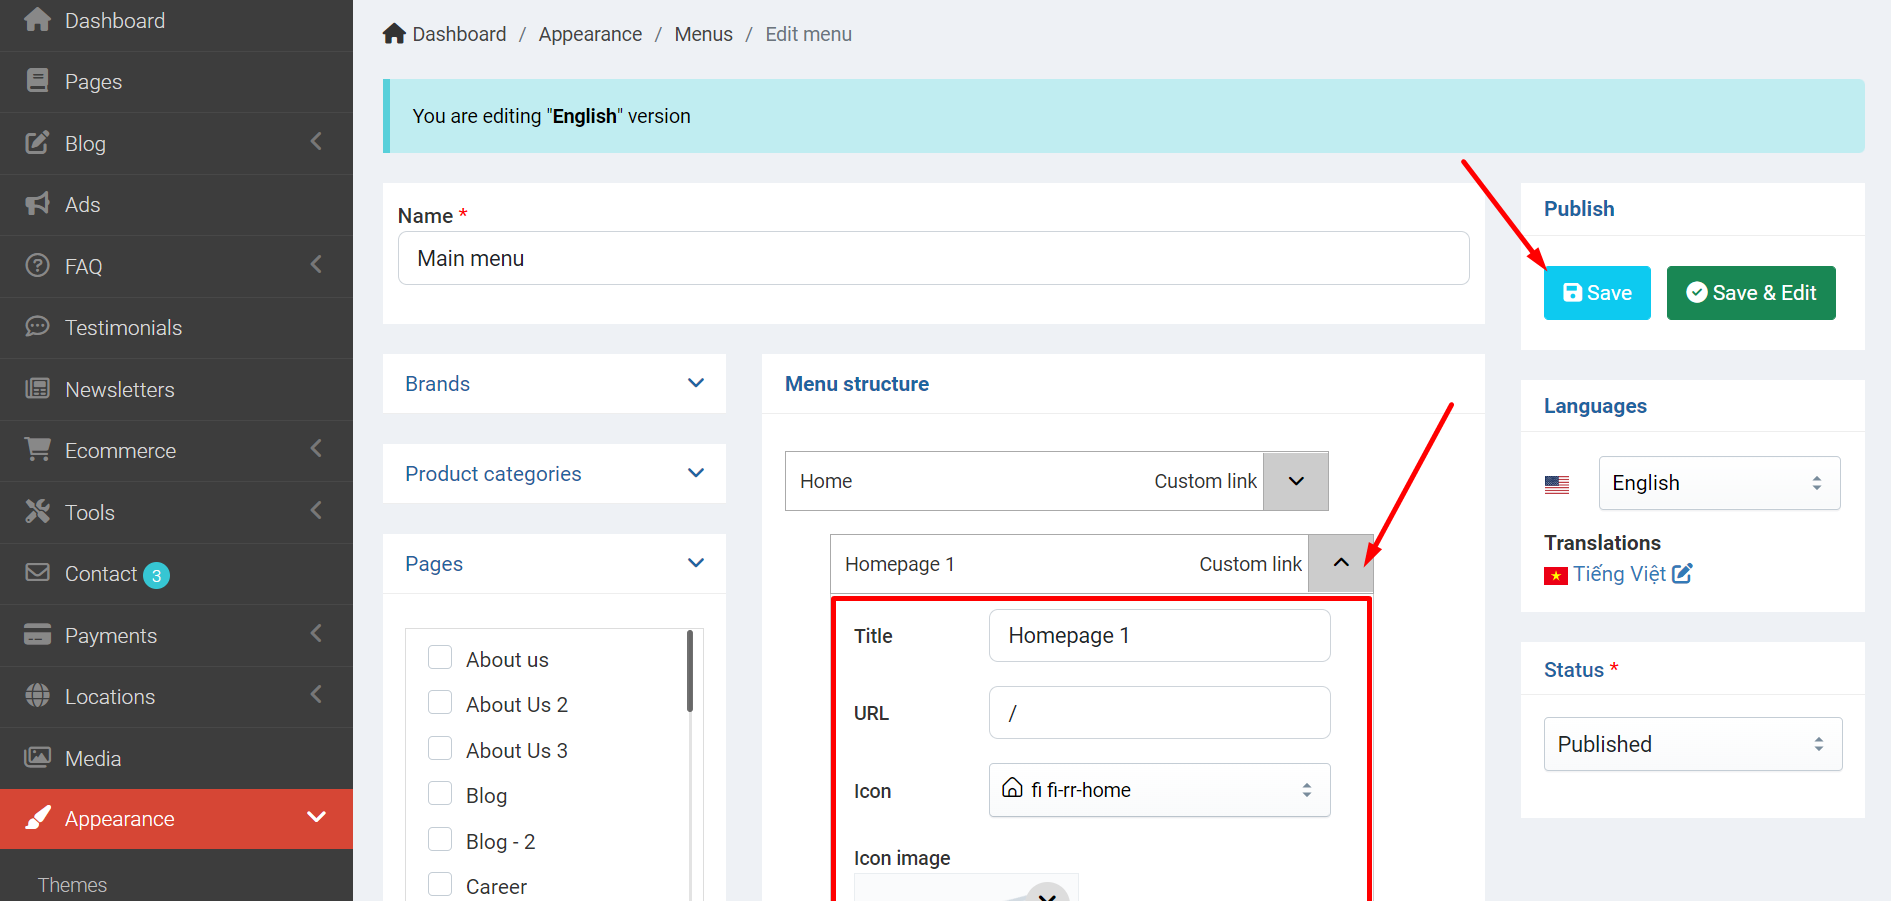 Dashboard
Pages
Blog
Ads
FAQ
Testimonials
Newsletters
Ecommerce
Tools
Contact 3
Payments
Locations
Media
Appearance
Themes
Dashboard / Appearance / Menus / Edit menu
You are editing "English" version
Name *
Main menu
Brands
Product categories
Pages
About us
About Us 2
About Us 3
Blog
Blog - 2
Career
Menu structure
Home Custom link
Homepage 1 Custom link
Title Homepage 1
URL /
Icon fi fi-rr-home
Icon image
Publish
Save Save & Edit
Languages
English
Translations
Tiếng Việt
Status *
Published